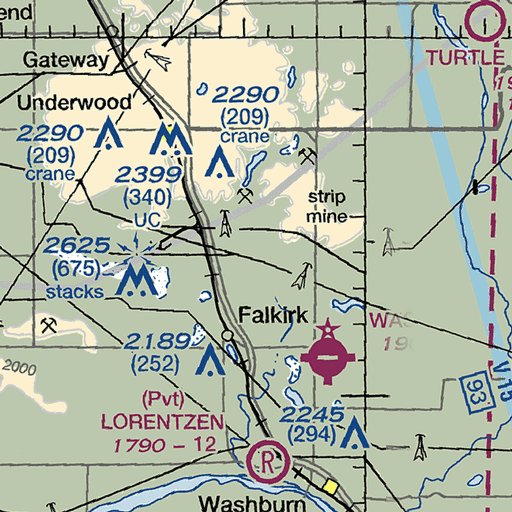 end
Gateway
TURTLE
Underwood
2290
(209)
crane
2290
(209)
crane
2399
(340)
UC
strip
mine
2625
(675)
stacks
Falkirk
2189
(252)
2000
(Pvt)
LORENTZEN
1790 - 12
2245
(294)
93
V 15
R
Washburn